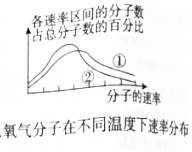 各速率区间的分子数
占总分子数的百分比
①
②
分子的速率
.氧气分子在不同温度下速率分布